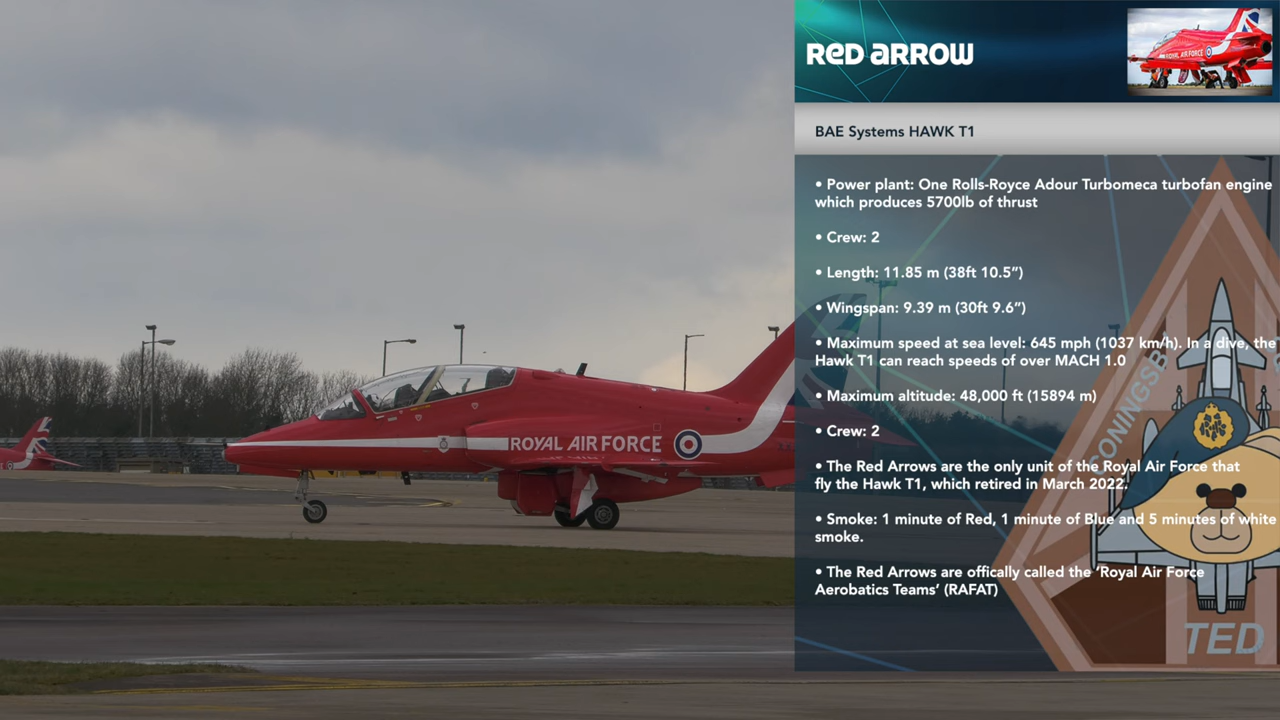 RED ARROW
ROYAL AIR FORCE
BAE Systems HAWK T1
• Power plant: One Rolls-Royce Adour Turbomeca turbofan engine
which produces 5700lb of thrust
• Crew: 2
• Length: 11.85 m (38ft 10.5”)
• Wingspan: 9.39 m (30ft 9.6”)
• Maximum speed at sea level: 645 mph (1037 km/h). In a dive, the
Hawk T1 can reach speeds of over MACH 1.0
• Maximum altitude: 48,000 ft (15894 m)
• Crew: 2
• The Red Arrows are the only unit of the Royal Air Force that
fly the Hawk T1, which retired in March 2022.
• Smoke: 1 minute of Red, 1 minute of Blue and 5 minutes of white
smoke.
• The Red Arrows are offically called the ‘Royal Air Force
Aerobatics Teams’ (RAFAT)
ROYAL AIR FORCE
CONINGSBY
TED